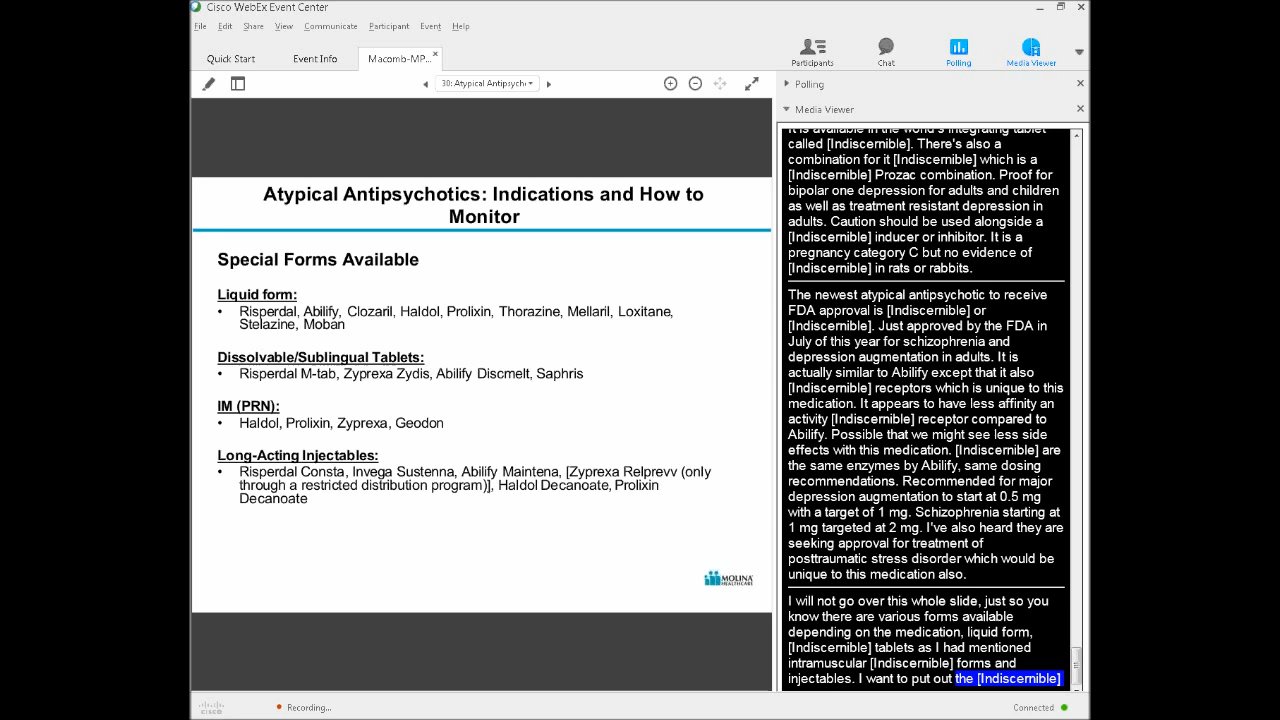 Cisco WebEx Event Center
File Edit Share View Communicate Participant Event Help
Quick Start Event Info Macomb-MP...
Participants Chat Polling Media Viewer
30: Atypical Antipsych
Polling
Media Viewer
Atypical Antipsychotics: Indications and How to
Monitor
Special Forms Available
Liquid form:
• Risperdal, Abilify, Clozaril, Haldol, Prolixin, Thorazine, Mellaril, Loxitane,
Stelazine, Moban
Dissolvable/Sublingual Tablets:
• Risperdal M-tab, Zyprexa Zydis, Abilify Discmelt, Saphris
IM (PRN):
• Haldol, Prolixin, Zyprexa, Geodon
Long-Acting Injectables:
• Risperdal Consta, Invega Sustenna, Abilify Maintena, [Zyprexa Relprevv (only
through a restricted distribution program)], Haldol Decanoate, Prolixin
Decanoate
MOLINA
HEALTHCARE
It is available in the world's integrating tablet
called [Indiscernible]. There's also a
combination for it [Indiscernible] which is a
[Indiscernible] Prozac combination. Proof for
bipolar one depression for adults and children
as well as treatment resistant depression in
adults. Caution should be used alongside a
[Indiscernible] inducer or inhibitor. It is a
pregnancy category C but no evidence of
[Indiscernible] in rats or rabbits.
The newest atypical antipsychotic to receive
FDA approval is [Indiscernible] or
[Indiscernible]. Just approved by the FDA in
July of this year for schizophrenia and
depression augmentation in adults. It is
actually similar to Abilify except that it also
[Indiscernible] receptors which is unique to this
medication. It appears to have less affinity an
activity [Indiscernible] receptor compared to
Abilify. Possible that we might see less side
effects with this medication. [Indiscernible] are
the same enzymes by Abilify, same dosing
recommendations. Recommended for major
depression augmentation to start at 0.5 mg
with a target of 1 mg. Schizophrenia starting at
1 mg targeted at 2 mg. I've also heard they are
seeking approval for treatment of
posttraumatic stress disorder which would be
unique to this medication also.
I will not go over this whole slide, just so you
know there are various forms available
depending on the medication, liquid form,
[Indiscernible] tablets as I had mentioned
intramuscular [Indiscernible] forms and
injectables. I want to put out the [Indiscernible]
cisco
Recording...
Connected